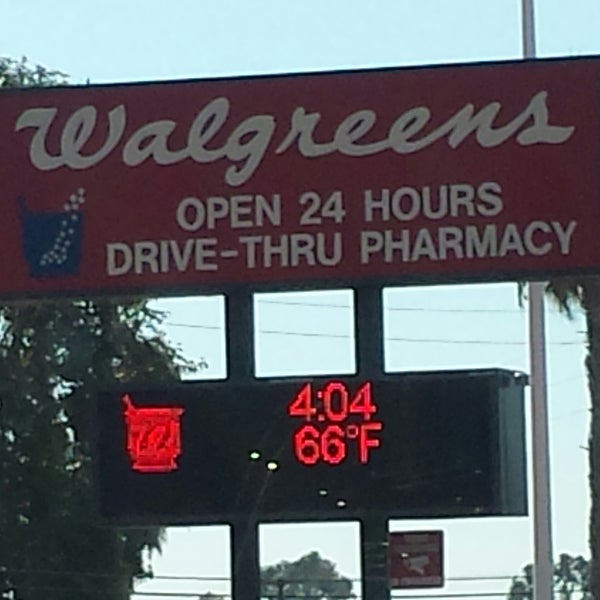 Walgreens
OPEN 24 HOURS
DRIVE-THRU PHARMACY
4:04
66°F